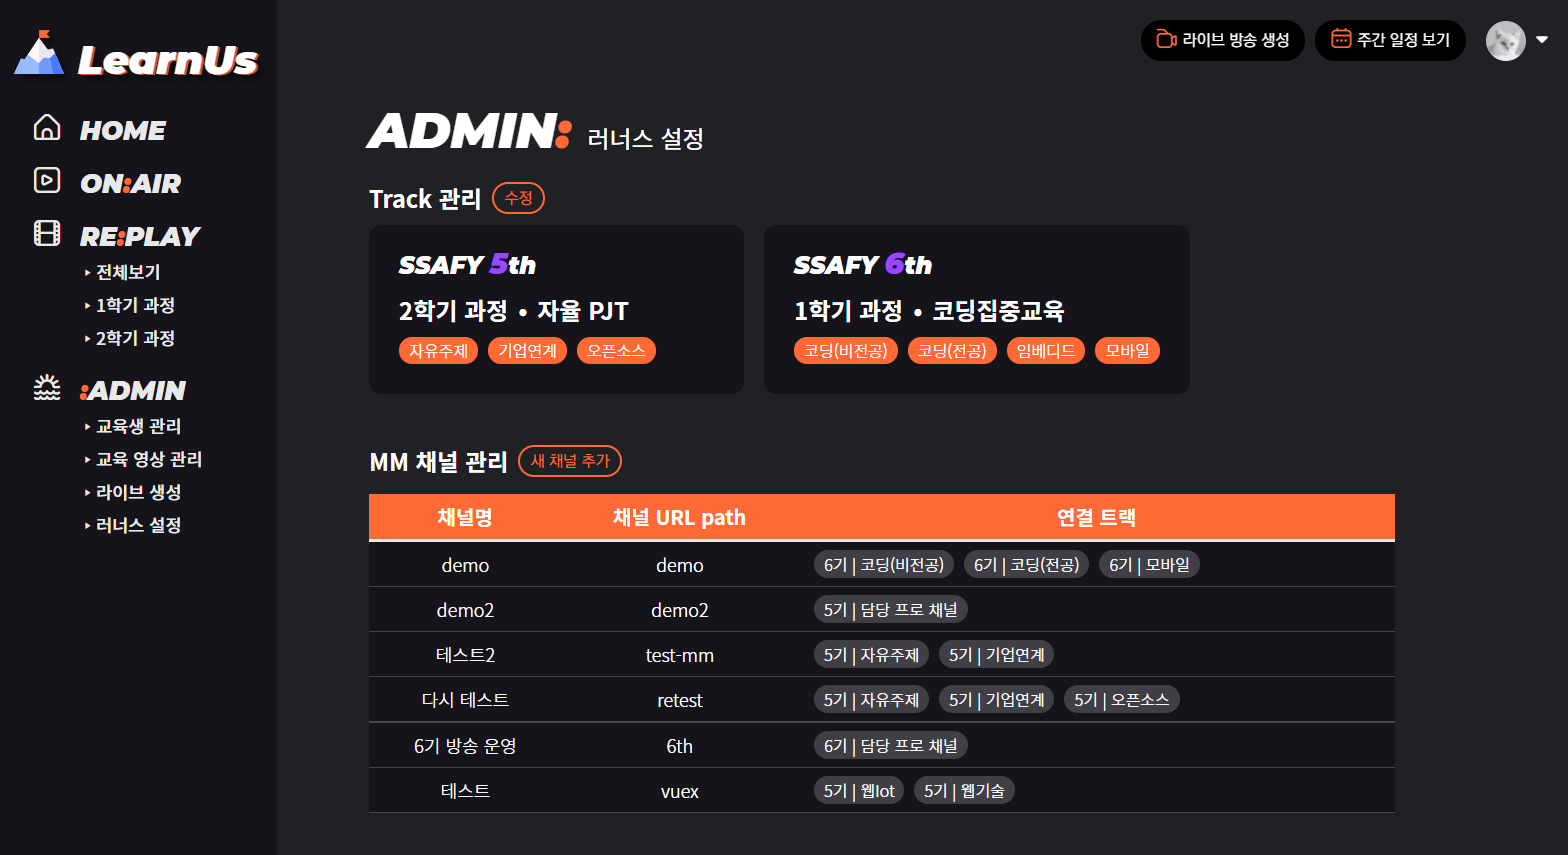 LearnUs
라이브 방송 생성
주간 일정 보기
HOME
ON:AIR
RE:PLAY
‣ 전체보기
‣ 1학기 과정
‣ 2학기 과정
:ADMIN
‣ 교육생 관리
‣ 교육 영상 관리
‣ 라이브 생성
‣ 러너스 설정
ADMIN: 러너스 설정
Track 관리 수정
SSAFY 5th
2학기 과정 • 자율 PJT
자유주제 기업연계 오픈소스
SSAFY 6th
1학기 과정 • 코딩집중교육
코딩(비전공) 코딩(전공) 임베디드 모바일
MM 채널 관리 새 채널 추가
채널명 채널 URL path 연결 트랙
demo demo 6기 | 코딩(비전공) 6기 | 코딩(전공) 6기 | 모바일
demo2 demo2 5기 | 담당 프로 채널
테스트2 test-mm 5기 | 자유주제 5기 | 기업연계
다시 테스트 retest 5기 | 자유주제 5기 | 기업연계 5기 | 오픈소스
6기 방송 운영 6th 6기 | 담당 프로 채널
테스트 vuex 5기 | 웹Iot 5기 | 웹기술